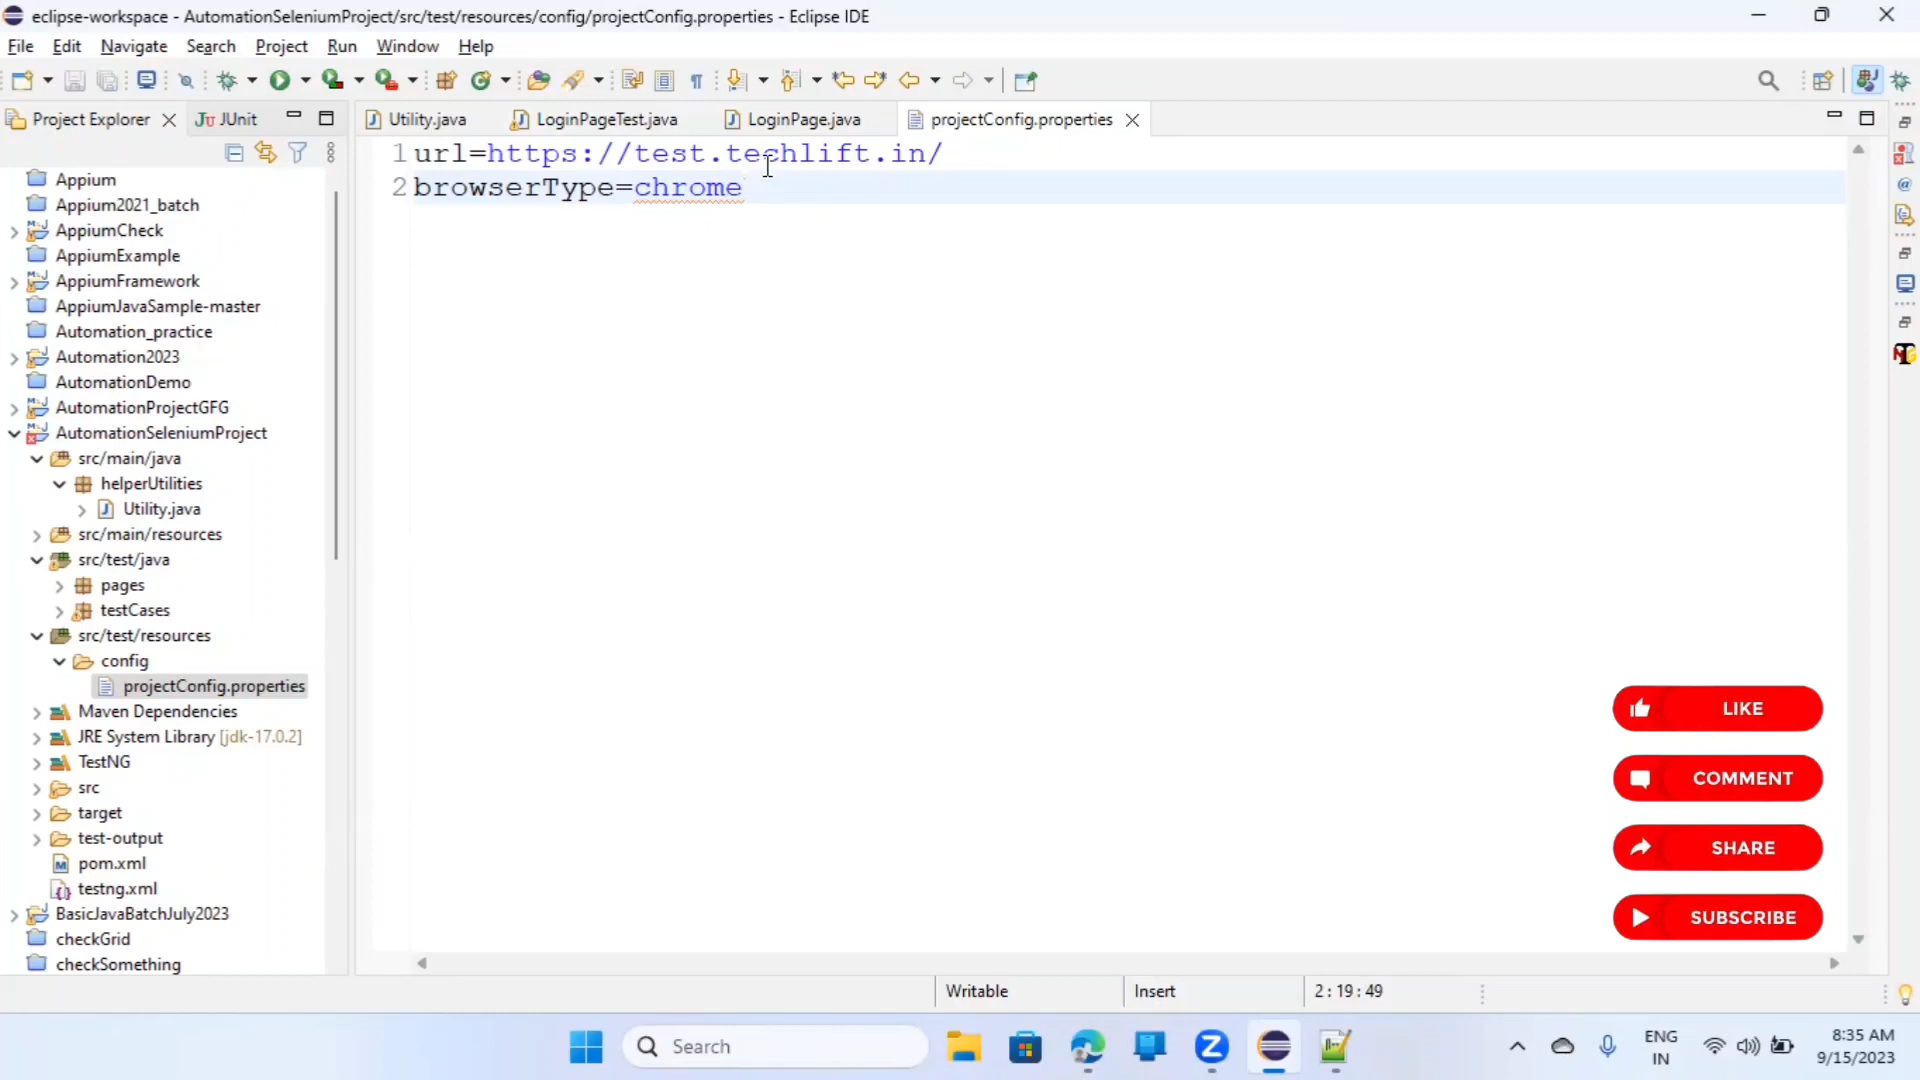 eclipse-workspace - AutomationSeleniumProject/src/test/resources/config/projectConfig.properties - Eclipse IDE
File Edit Navigate Search Project Run Window Help
Project Explorer JUnit Utility.java LoginPageTest.java LoginPage.java projectConfig.properties
1 url=https://test.techlift.in/
2 browserType=chrome
Appium
Appium2021_batch
AppiumCheck
AppiumExample
AppiumFramework
AppiumJavaSample-master
Automation_practice
Automation2023
AutomationDemo
AutomationProjectGFG
AutomationSeleniumProject
src/main/java
helperUtilities
Utility.java
src/main/resources
src/test/java
pages
testCases
src/test/resources
config
projectConfig.properties
Maven Dependencies
JRE System Library [jdk-17.0.2]
TestNG
src
target
test-output
pom.xml
testng.xml
BasicJavaBatchJuly2023
checkGrid
checkSomething
LIKE
COMMENT
SHARE
SUBSCRIBE
Writable Insert 2 : 19 : 49
Search
ENG
IN
8:35 AM
9/15/2023